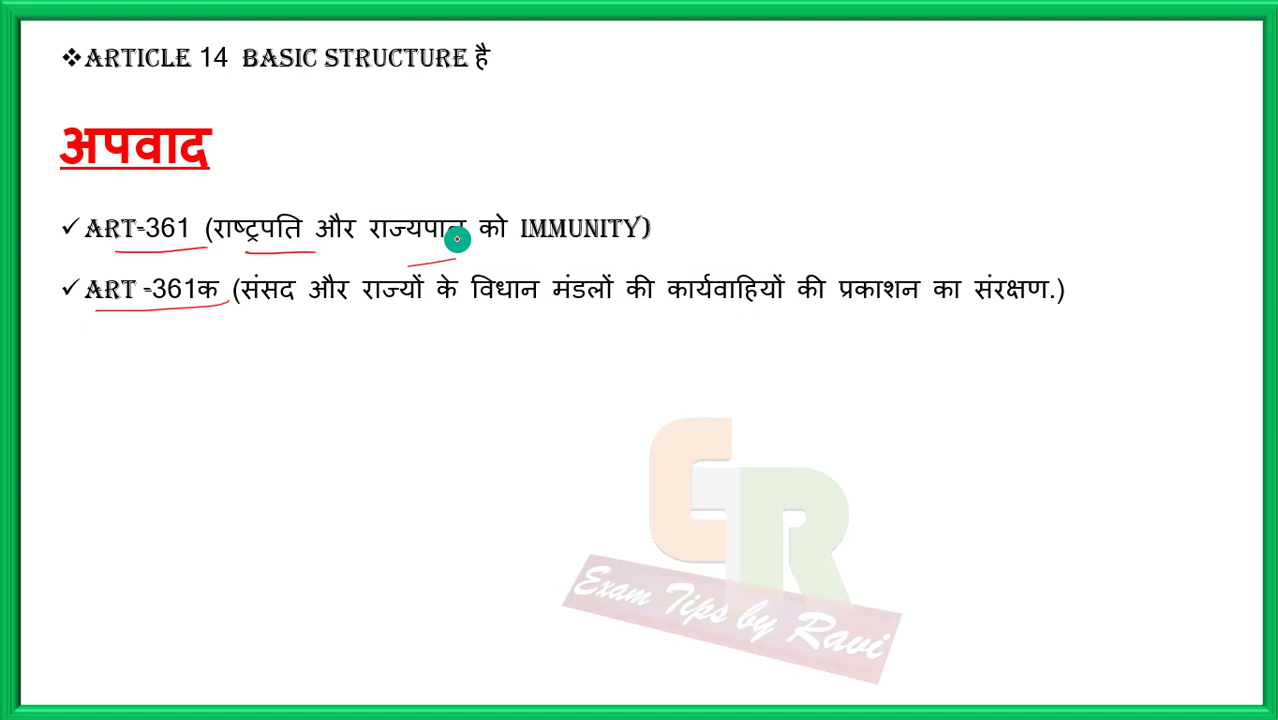 ❖ARTICLE 14 BASIC STRUCTURE है
अपवाद
✓ART-361 (राष्ट्रपति और राज्यपाल को IMMUNITY)
✓ART -361क (संसद और राज्यों के विधान मंडलों की कार्यवाहियों की प्रकाशन का संरक्षण.)
ER
Exam Tips by Ravi